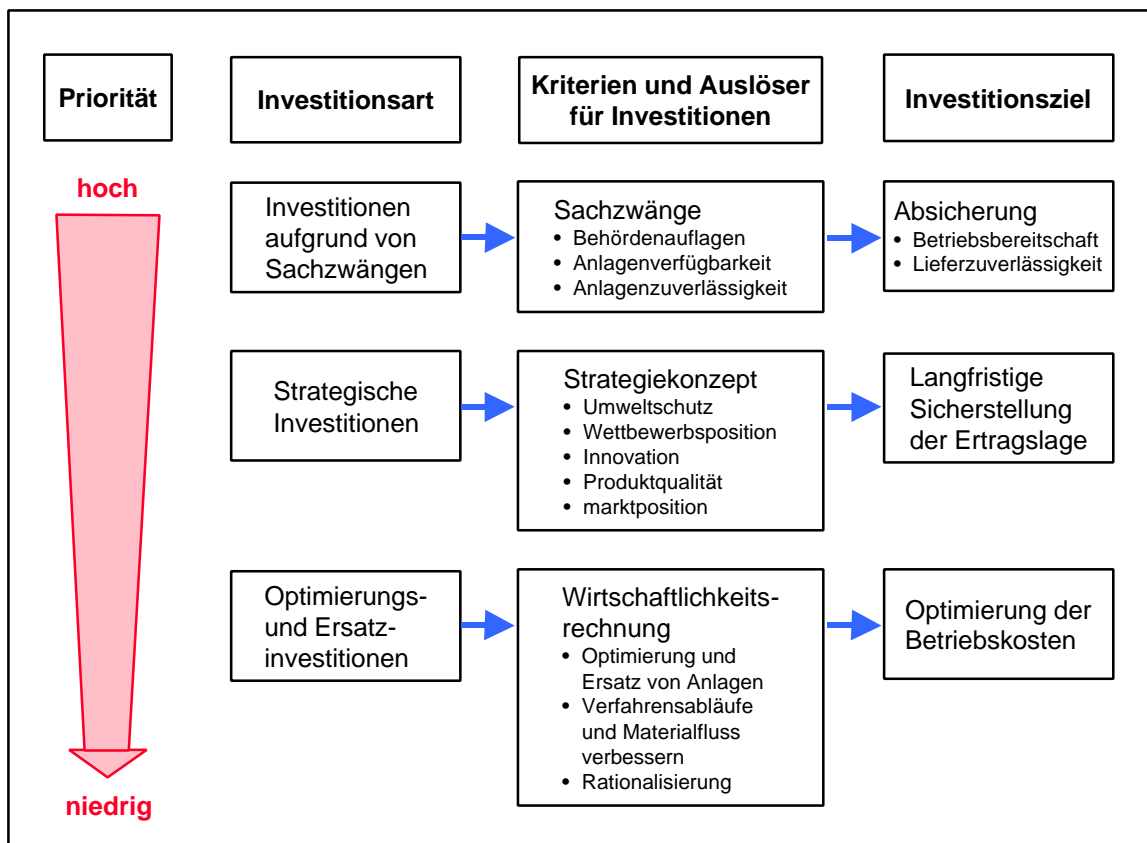 Priorität
Investitionsart
Kriterien und Auslöser
für Investitionen
Investitionsziel
hoch
Investitionen
aufgrund von
Sachzwängen
Sachzwänge
• Behördenauflagen
• Anlagenverfügbarkeit
• Anlagenzuverlässigkeit
Absicherung
• Betriebsbereitschaft
• Lieferzuverlässigkeit
Strategische
Investitionen
Strategiekonzept
• Umweltschutz
• Wettbewerbsposition
• Innovation
• Produktqualität
• marktposition
Langfristige
Sicherstellung
der Ertragslage
Optimierungs-
und Ersatz-
investitionen
Wirtschaftlichkeits-
rechnung
• Optimierung und
Ersatz von Anlagen
• Verfahrensabläufe
und Materialfluss
verbessern
• Rationalisierung
Optimierung der
Betriebskosten
niedrig